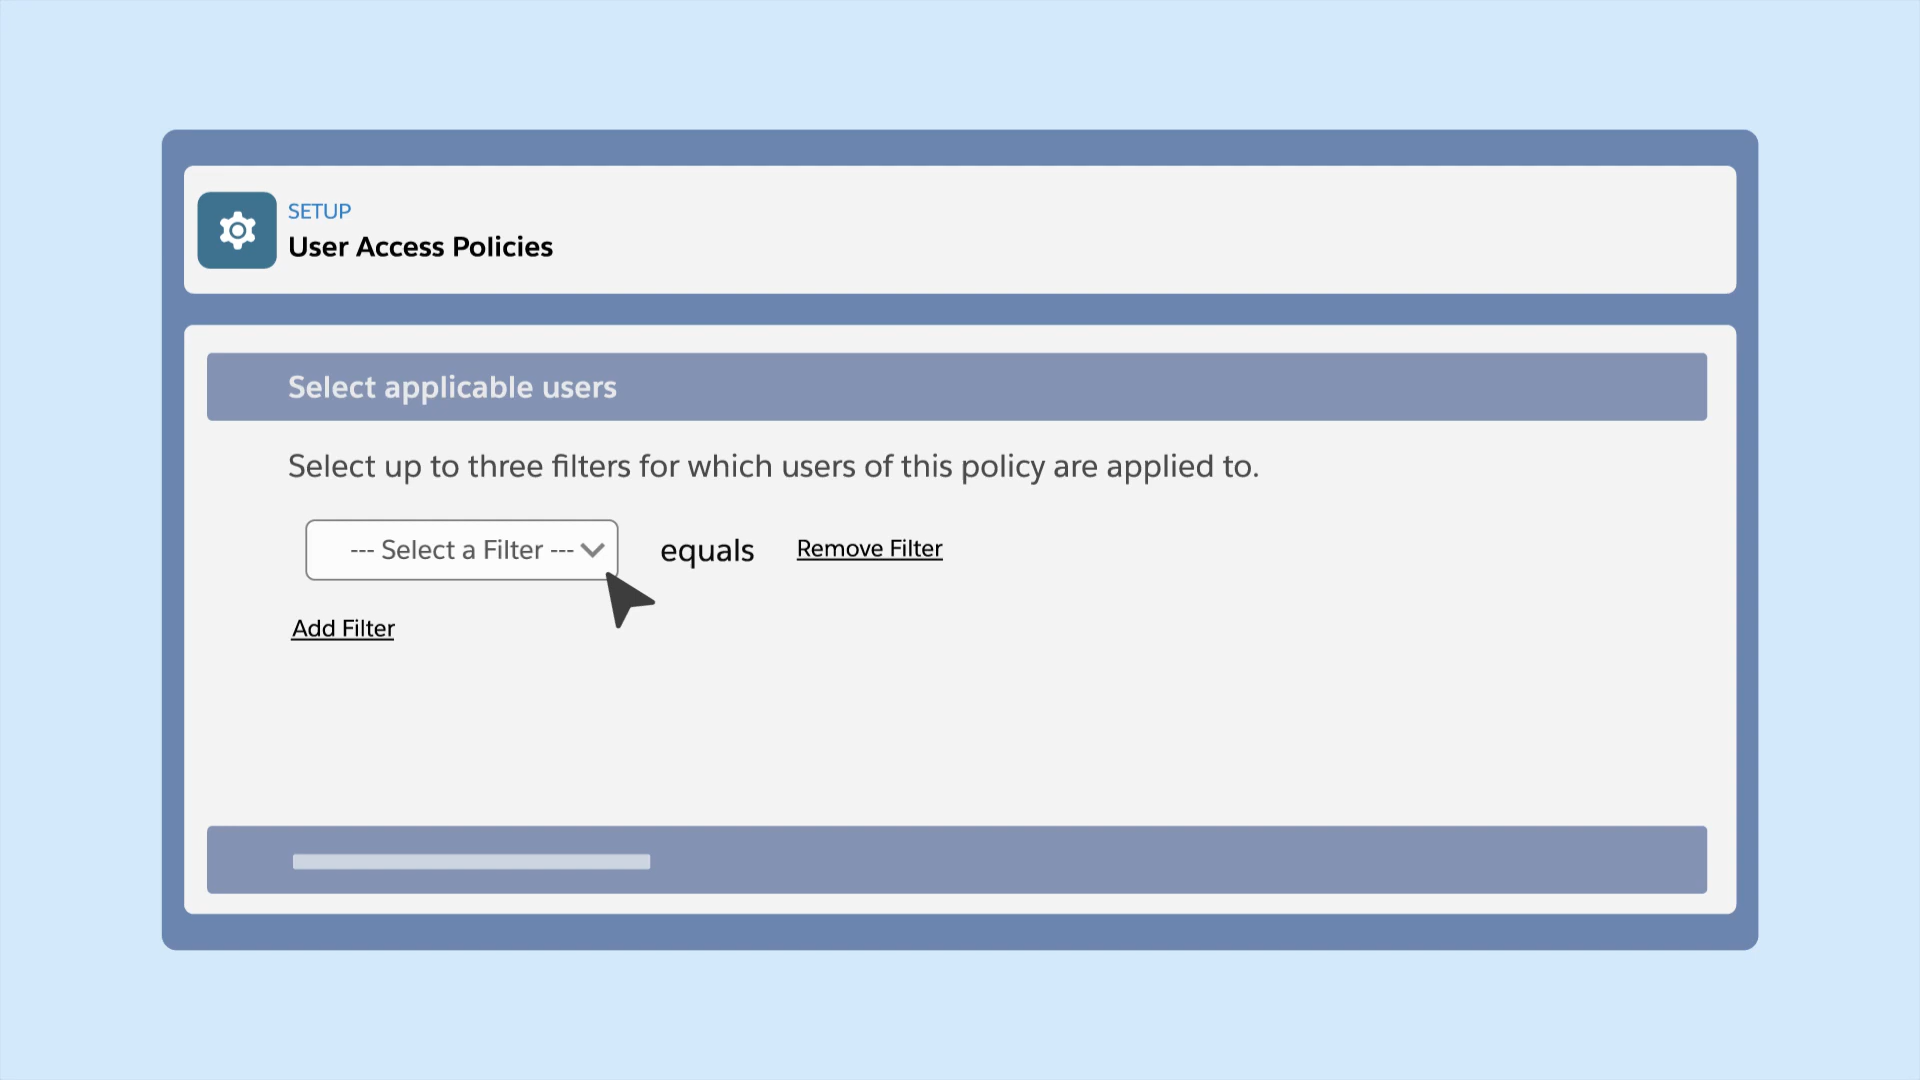 SETUP
User Access Policies
Select applicable users
Select up to three filters for which users of this policy are applied to.
--- Select a Filter --- equals Remove Filter
Add Filter